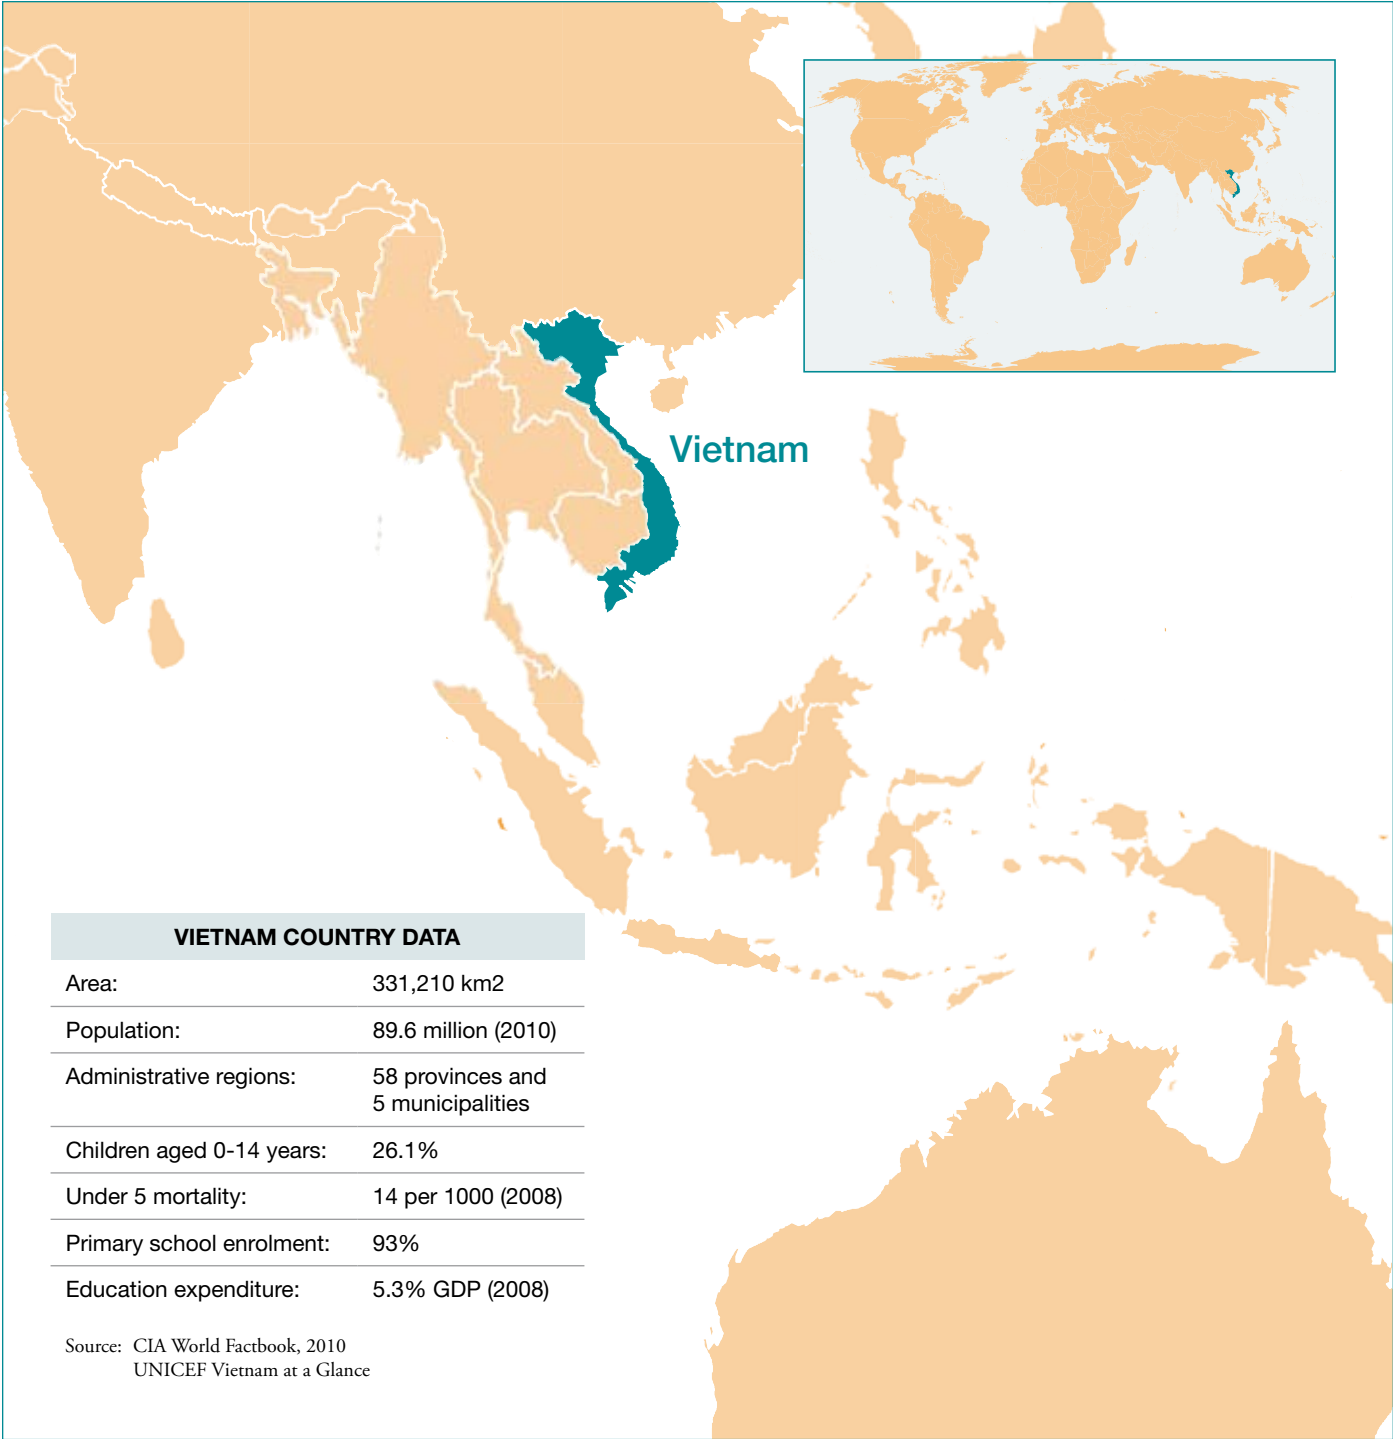 Vietnam
VIETNAM COUNTRY DATA
Area: 331,210 km2
Population: 89.6 million (2010)
Administrative regions: 58 provinces and
5 municipalities
Children aged 0-14 years: 26.1%
Under 5 mortality: 14 per 1000 (2008)
Primary school enrolment: 93%
Education expenditure: 5.3% GDP (2008)
Source: CIA World Factbook, 2010
UNICEF Vietnam at a Glance